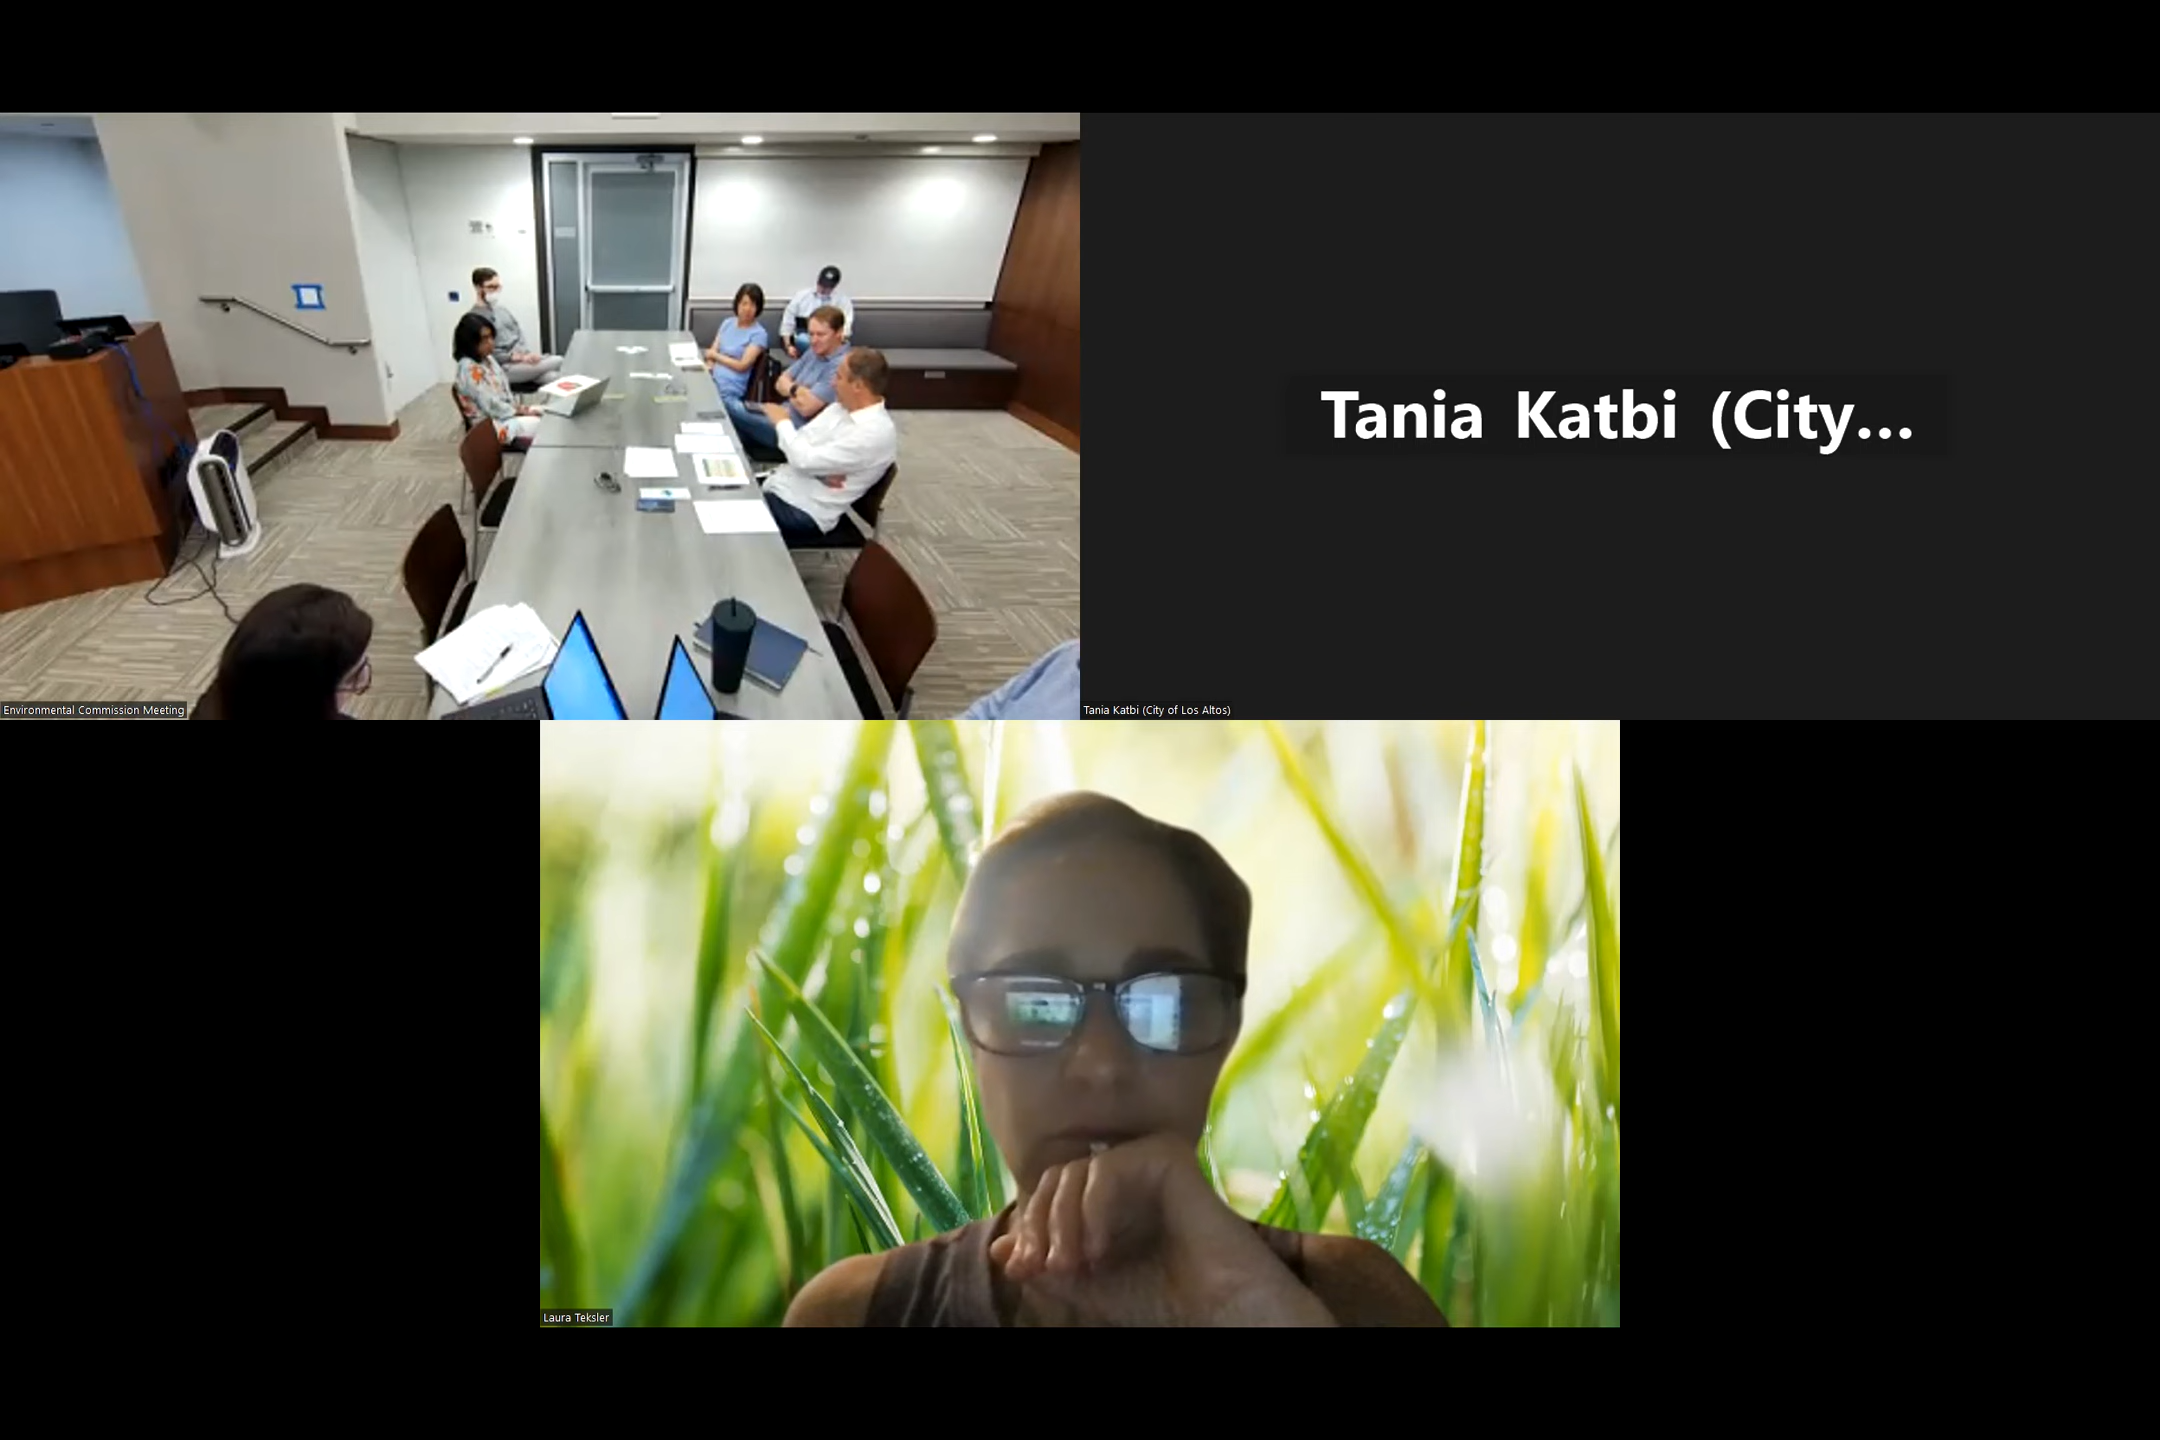 Tania Katbi (City...
Environmental Commission Meeting
Tania Katbi (City of Los Altos)
Laura Teksler